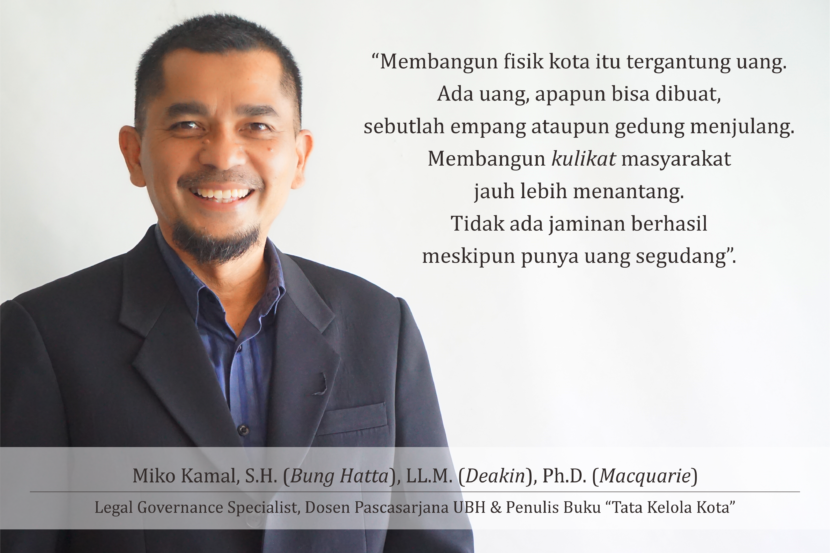 “Membangun fisik kota itu tergantung uang.
Ada uang, apapun bisa dibuat,
sebutlah empang ataupun gedung menjulang.
Membangun kulikat masyarakat
jauh lebih menantang.
Tidak ada jaminan berhasil
meskipun punya uang segudang”.
Miko Kamal, S.H. (Bung Hatta), LL.M. (Deakin), Ph.D. (Macquarie)
Legal Governance Specialist, Dosen Pascasarjana UBH & Penulis Buku “Tata Kelola Kota”